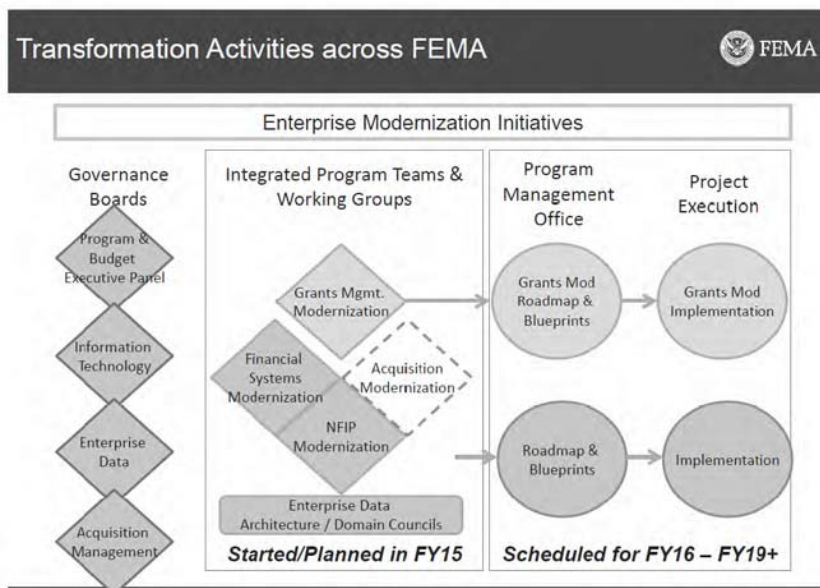 Transformation Activities across FEMA
FEMA
Enterprise Modernization Initiatives
Governance
Boards
Program &
Budget
Executive Panel
Information
Technology
Enterprise
Data
Acquisition
Management
Integrated Program Teams &
Working Groups
Grants Mgmt.
Modernization
Financial
Systems
Modernization
Acquisition
Modernization
NFIP
Modernization
Enterprise Data
Architecture / Domain Councils
Started/Planned in FY15
Program
Management
Office
Project
Execution
Grants Mod
Roadmap &
Blueprints
Grants Mod
Implementation
Roadmap &
Blueprints
Implementation
Scheduled for FY16 – FY19+